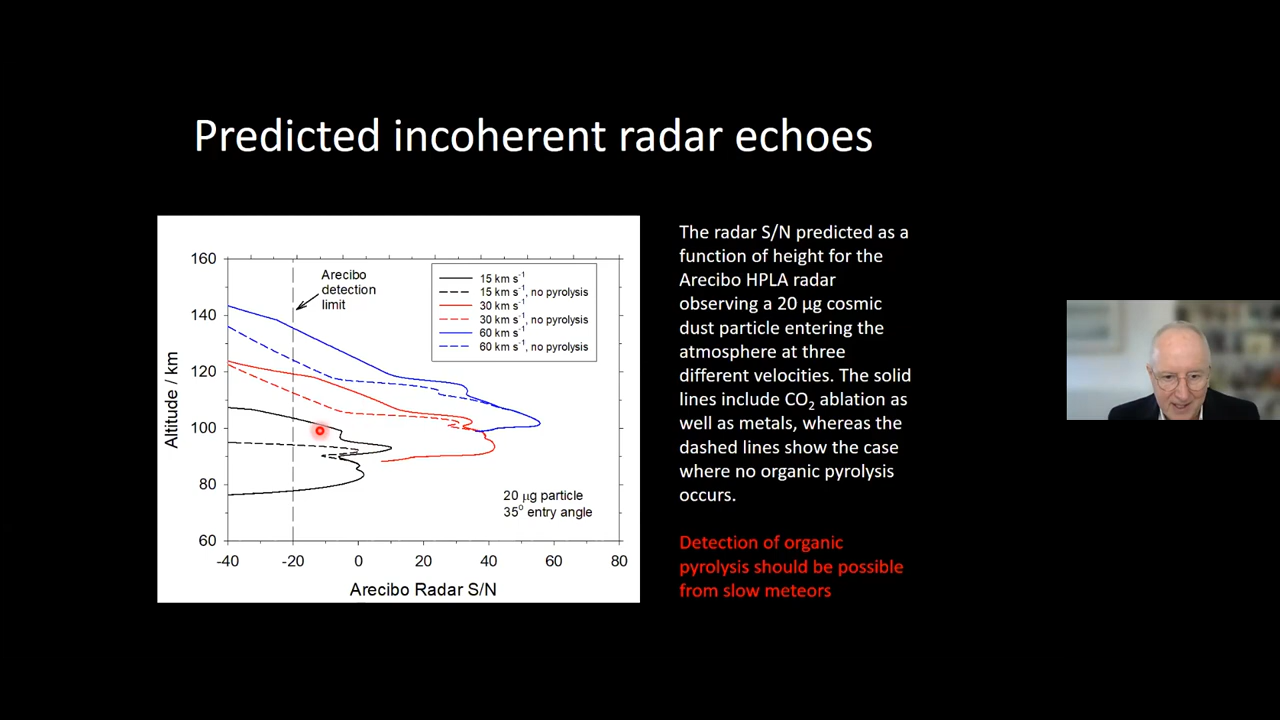 Predicted incoherent radar echoes
160
140
120
100
80
60
-40
-20
0
20
40
60
80
Altitude / km
Arecibo Radar S/N
Arecibo
detection
limit
15 km s⁻¹
15 km s⁻¹, no pyrolysis
30 km s⁻¹
30 km s⁻¹, no pyrolysis
60 km s⁻¹
60 km s⁻¹, no pyrolysis
20 μg particle
35° entry angle
The radar S/N predicted as a
function of height for the
Arecibo HPLA radar
observing a 20 μg cosmic
dust particle entering the
atmosphere at three
different velocities. The solid
lines include CO₂ ablation as
well as metals, whereas the
dashed lines show the case
where no organic pyrolysis
occurs.
Detection of organic
pyrolysis should be possible
from slow meteors